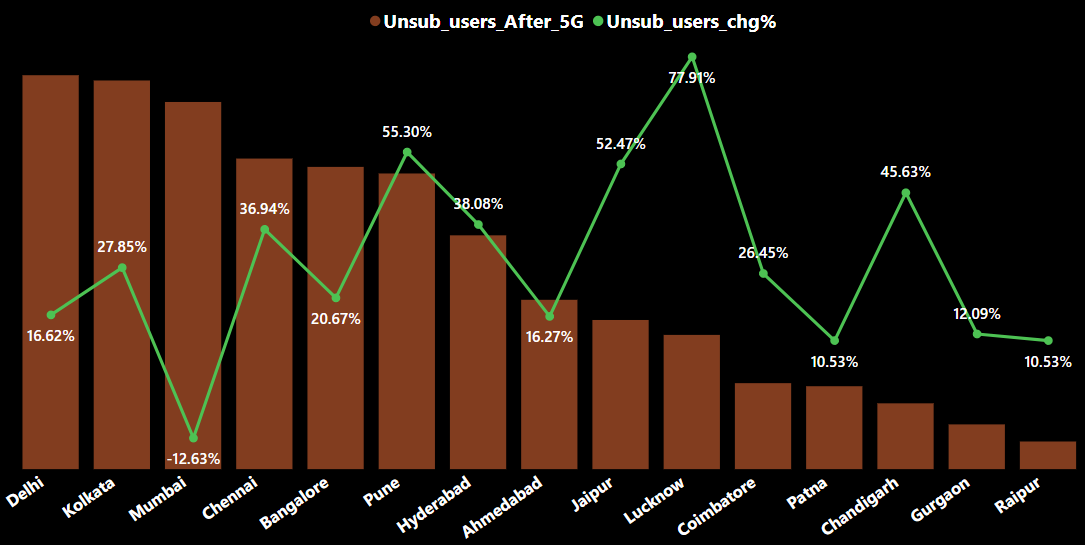 Unsub_users_After_5G Unsub_users_chg%
77.91%
55.30%
52.47%
45.63%
36.94%
38.08%
27.85%
26.45%
16.62%
20.67%
16.27%
12.09%
10.53%
10.53%
-12.63%
Delhi
Kolkata
Mumbai
Chennai
Bangalore
Pune
Hyderabad
Ahmedabad
Jaipur
Lucknow
Coimbatore
Patna
Chandigarh
Gurgaon
Raipur